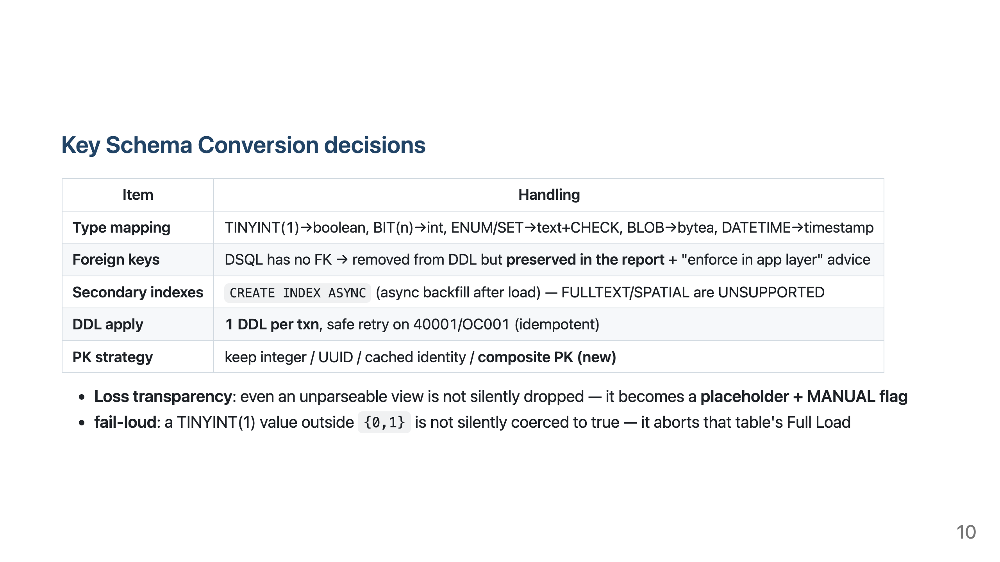 Key Schema Conversion decisions
Item Handling
Type mapping TINYINT(1)→boolean, BIT(n)→int, ENUM/SET→text+CHECK, BLOB→bytea, DATETIME→timestamp
Foreign keys DSQL has no FK → removed from DDL but preserved in the report + "enforce in app layer" advice
Secondary indexes CREATE INDEX ASYNC (async backfill after load) — FULLTEXT/SPATIAL are UNSUPPORTED
DDL apply 1 DDL per txn, safe retry on 40001/OC001 (idempotent)
PK strategy keep integer / UUID / cached identity / composite PK (new)
• Loss transparency: even an unparseable view is not silently dropped — it becomes a placeholder + MANUAL flag
• fail-loud: a TINYINT(1) value outside {0,1} is not silently coerced to true — it aborts that table's Full Load
10